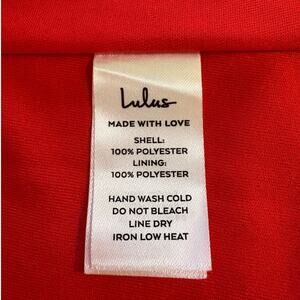 Lulus
MADE WITH LOVE
SHELL:
100% POLYESTER
LINING:
100% POLYESTER
HAND WASH COLD
DO NOT BLEACH
LINE DRY
IRON LOW HEAT